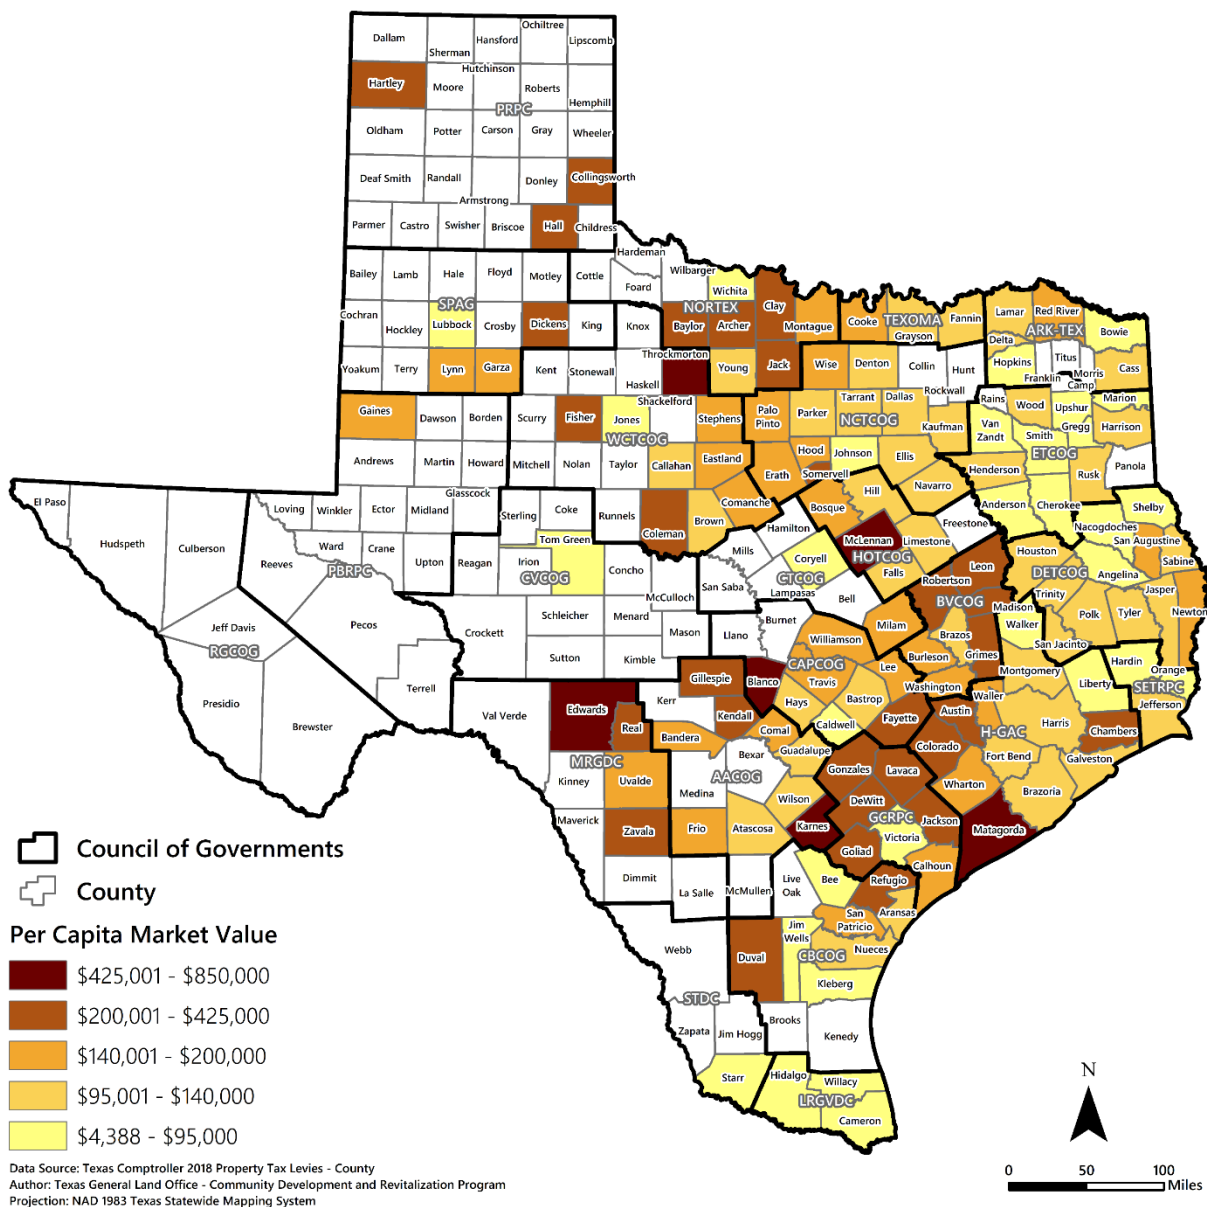 Dallam
Sherman
Hansford
Ochiltree
Lipscomb
Hartley
Moore
Hutchinson
Roberts
Hemphill
PRPC
Oldham
Potter
Carson
Gray
Wheeler
Deaf Smith
Randall
Armstrong
Donley
Collingsworth
Parmer
Castro
Swisher
Briscoe
Hall
Childress
Bailey
Lamb
Hale
Floyd
Motley
Cottle
Hardeman
Foard
Wilbarger
Wichita
Clay
SPAG
NORTEX
Cochran
Hockley
Lubbock
Crosby
Dickens
King
Knox
Baylor
Archer
Montague
Cooke
TEXOMA
Grayson
Fannin
Lamar
Red River
ARK-TEX
Bowie
Delta
Yoakum
Terry
Lynn
Garza
Kent
Stonewall
Haskell
Throckmorton
Young
Jack
Wise
Denton
Collin
Hunt
Rockwall
Hopkins
Franklin
Titus
Morris
Camp
Cass
Marion
Gaines
Dawson
Borden
Scurry
Fisher
Jones
Shackelford
Stephens
WCTCOG
Palo
Pinto
Parker
Tarrant
Dallas
NCTCOG
Kaufman
Rains
Wood
Upshur
Van
Zandt
Smith
Gregg
Harrison
ETCOG
Andrews
Martin
Howard
Mitchell
Nolan
Taylor
Callahan
Eastland
Erath
Hood
Somervell
Johnson
Ellis
Navarro
Henderson
Rusk
Panola
El Paso
Hudspeth
Culberson
Loving
Winkler
Ector
Midland
Glasscock
Sterling
Coke
Runnels
Coleman
Brown
Comanche
Bosque
Hill
Freestone
Anderson
Cherokee
Nacogdoches
Shelby
Reeves
Ward
Crane
Upton
PBRPC
Reagan
Irion
Tom Green
CVCOG
Concho
McCulloch
Mills
Hamilton
Coryell
CTCOG
Lampasas
San Saba
McLennan
HOTCOG
Limestone
Falls
Bell
Robertson
Leon
Houston
DETCOG
Angelina
San Augustine
Sabine
Jeff Davis
RGCOG
Pecos
Crockett
Schleicher
Menard
Mason
Llano
Burnet
Williamson
Milam
BVCOG
Brazos
Madison
Walker
Trinity
Polk
Tyler
Jasper
Newton
Presidio
Brewster
Terrell
Sutton
Kimble
Gillespie
Blanco
CAPCOG
Travis
Lee
Burleson
Grimes
San Jacinto
Montgomery
Hardin
Orange
Liberty
SETRPC
Jefferson
Val Verde
Edwards
Real
Kerr
Kendall
Hays
Bastrop
Washington
Waller
Austin
Fayette
Caldwell
Bandera
Comal
Guadalupe
Bexar
MRGDC
AACOG
Kinney
Uvalde
Medina
Wilson
Gonzales
Lavaca
Colorado
H-GAC
Harris
Chambers
Fort Bend
Galveston
Wharton
Brazoria
Maverick
Zavala
Frio
Atascosa
Karnes
DeWitt
GCRPC
Victoria
Jackson
Matagorda
Goliad
Calhoun
Dimmit
La Salle
McMullen
Live
Oak
Bee
Refugio
Aransas
San
Patricio
Webb
Duval
Jim
Wells
CBCOG
Nueces
Kleberg
STDC
Zapata
Jim Hogg
Brooks
Kenedy
Starr
Hidalgo
Willacy
LRGVDC
Cameron
Council of Governments
County
Per Capita Market Value
$425,001 - $850,000
$200,001 - $425,000
$140,001 - $200,000
$95,001 - $140,000
$4,388 - $95,000
Data Source: Texas Comptroller 2018 Property Tax Levies - County
Author: Texas General Land Office - Community Development and Revitalization Program
Projection: NAD 1983 Texas Statewide Mapping System
N
0 50 100
Miles